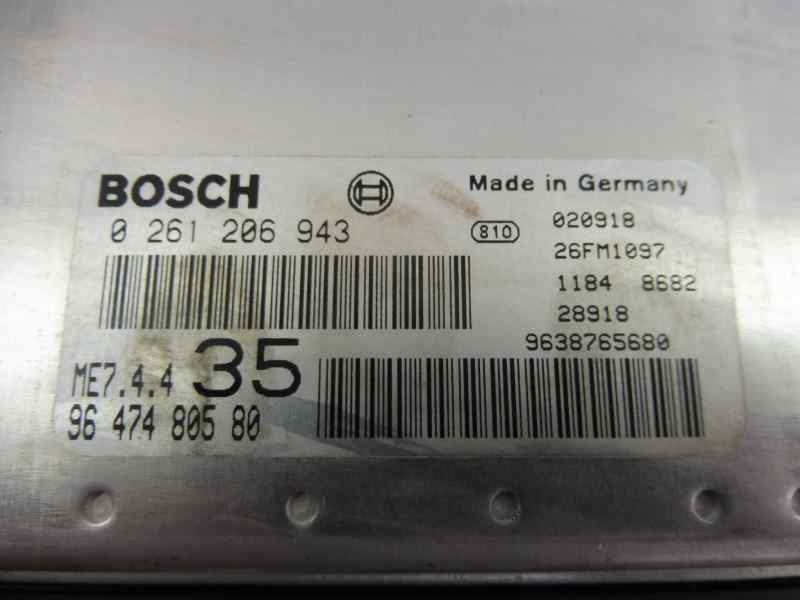 BOSCH
Made in Germany
0 261 206 943
810
020918
26FM1097
1184 8682
28918
9638765680
ME7.4.4 35
96 474 805 80